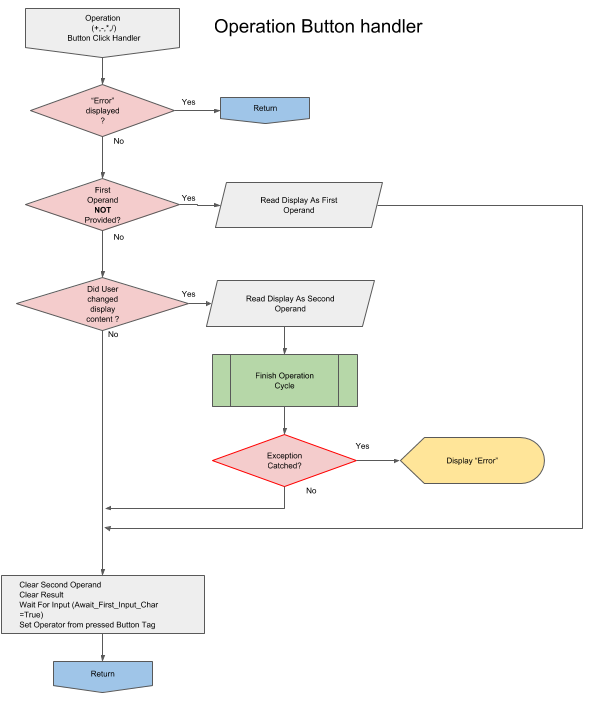 Operation Button handler
Operation
(+,-,*,/)
Button Click Handler
"Error"
displayed
?
Yes
Return
No
First
Operand
NOT
Provided?
Yes
Read Display As First
Operand
No
Did User
changed
display
content ?
Yes
Read Display As Second
Operand
No
Finish Operation
Cycle
Exception
Catched?
Yes
Display "Error"
No
Clear Second Operand
Clear Result
Wait For Input (Await_First_Input_Char
=True)
Set Operator from pressed Button Tag
Return